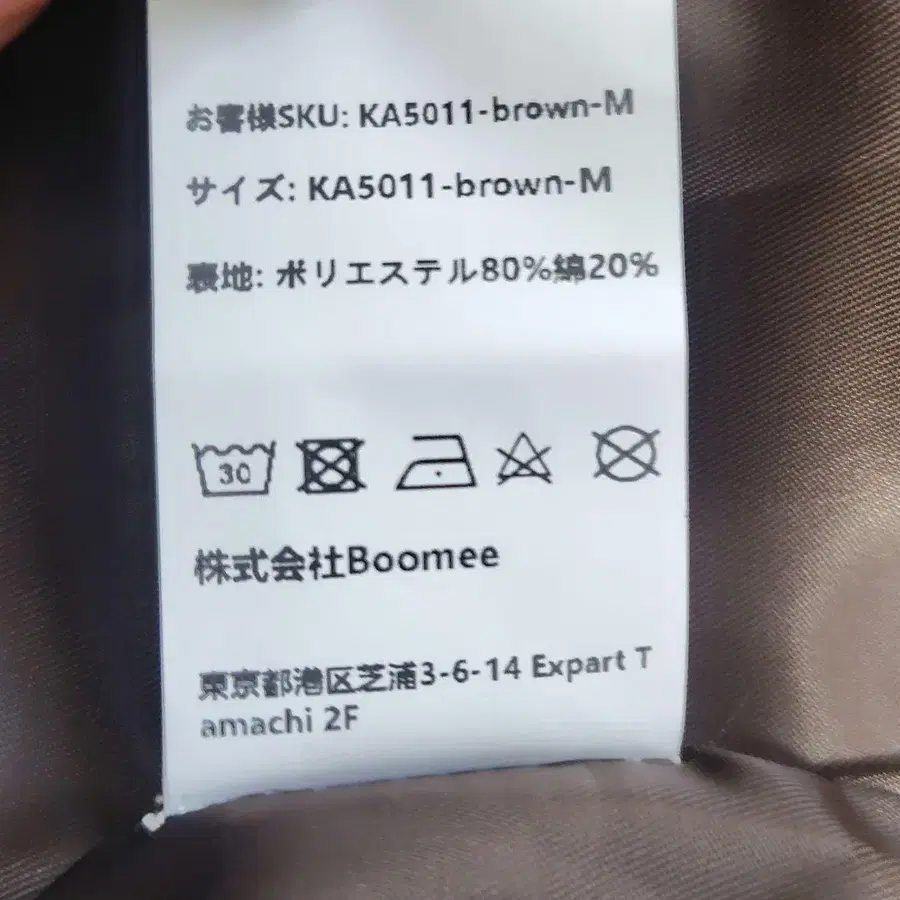 お客様SKU: KA5011-brown-M
サイズ: KA5011-brown-M
表地: ポリエステル80%綿20%
30
株式会社Boomee
東京都港区芝浦3-6-14 Expart T
amachi 2F